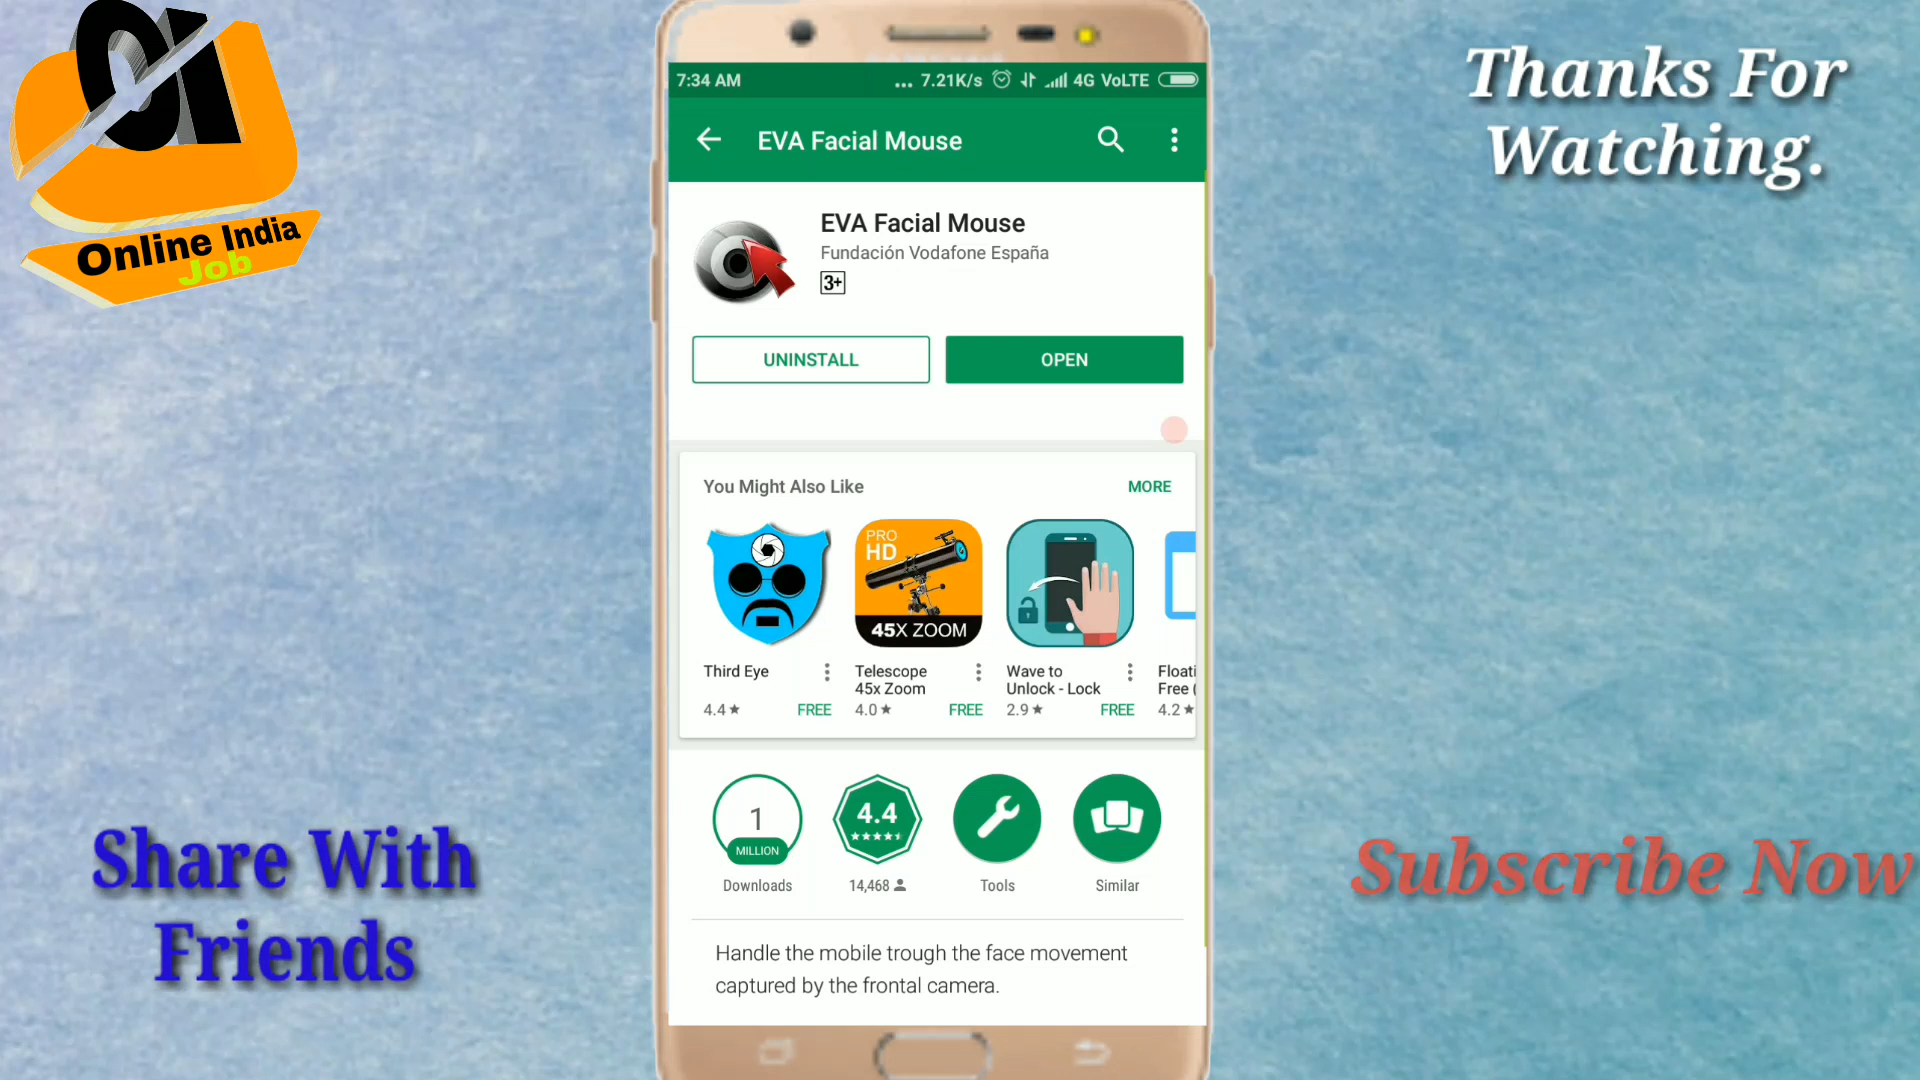 OI
Online India
Job
Thanks For
Watching.
7:34 AM
... 7.21K/s 4G VoLTE
EVA Facial Mouse
EVA Facial Mouse
Fundación Vodafone España
3+
UNINSTALL
OPEN
You Might Also Like
MORE
PRO
HD
45X ZOOM
Third Eye
4.4★ FREE
Telescope
45x Zoom
4.0★ FREE
Wave to
Unlock - Lock
2.9★ FREE
Floati
Free (
4.2★
1
MILLION
Downloads
4.4
14,468
Tools
Similar
Handle the mobile trough the face movement
captured by the frontal camera.
Share With
Friends
Subscribe Now